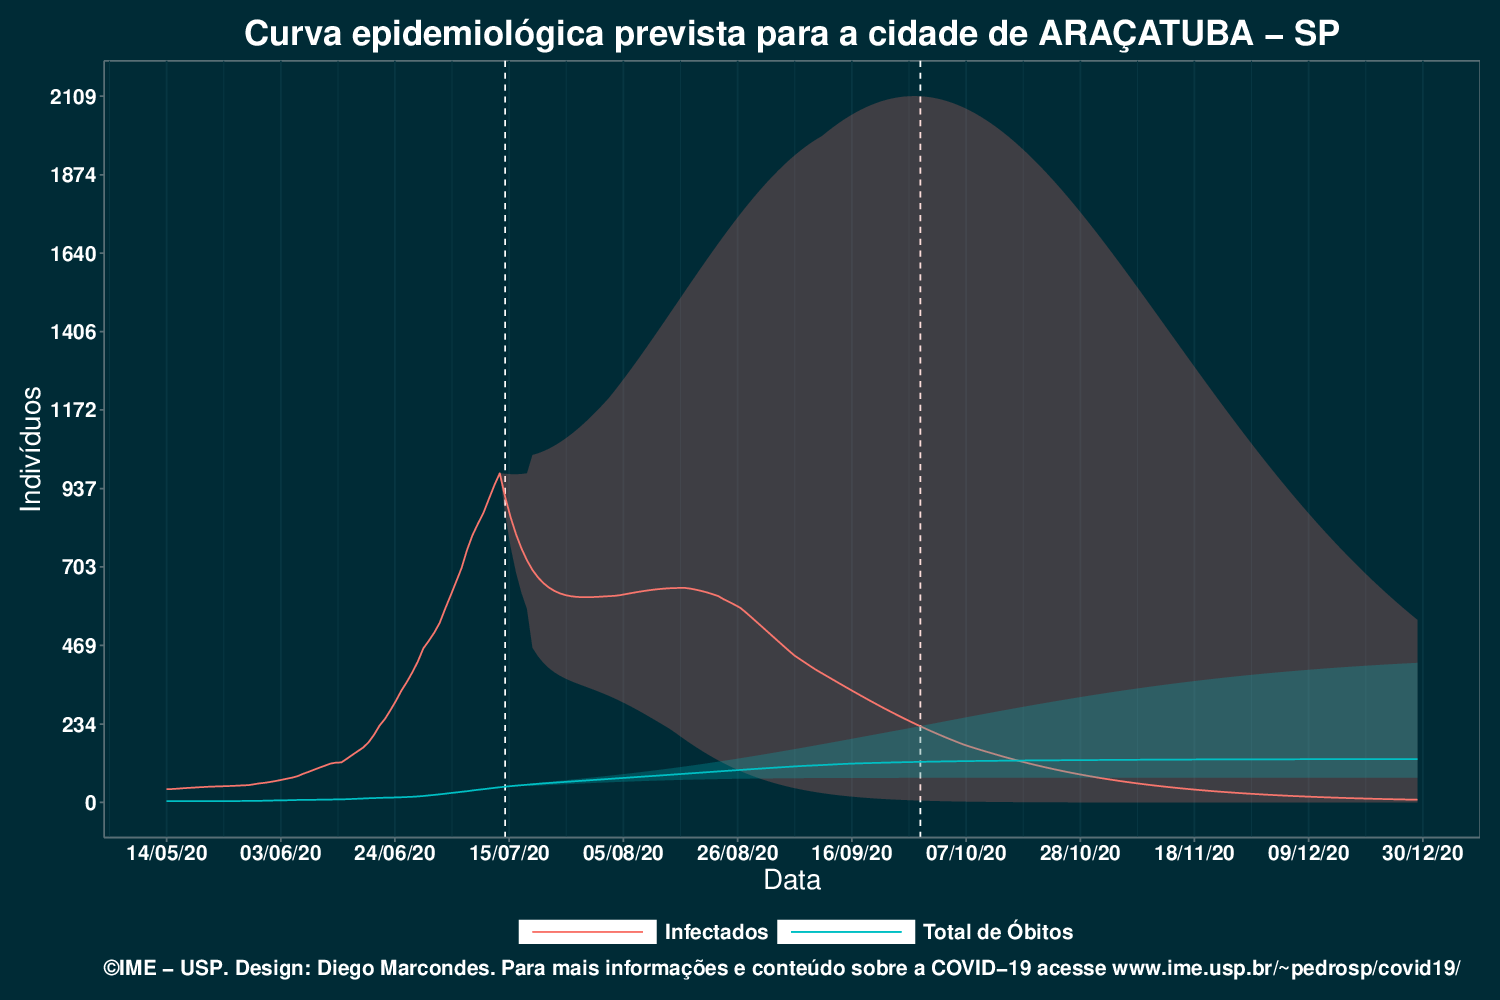 Curva epidemiológica prevista para a cidade de ARAÇATUBA – SP
2109
1874
1640
1406
1172
937
703
469
234
0
Indivíduos
14/05/20 03/06/20 24/06/20 15/07/20 05/08/20 26/08/20 16/09/20 07/10/20 28/10/20 18/11/20 09/12/20 30/12/20
Data
Infectados Total de Óbitos
©IME – USP. Design: Diego Marcondes. Para mais informações e conteúdo sobre a COVID–19 acesse www.ime.usp.br/~pedrosp/covid19/